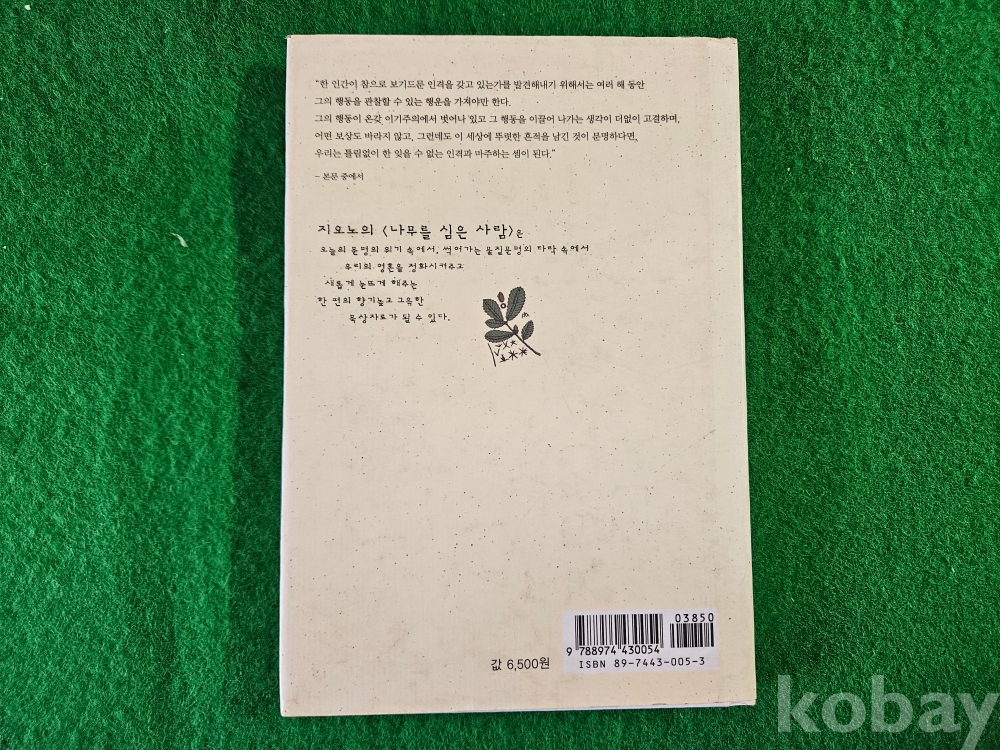 “한 인간이 참으로 보기드문 인격을 갖고 있는가를 발견해내기 위해서는 여러 해 동안
그의 행동을 관찰할 수 있는 행운을 가져야만 한다.
그의 행동이 온갖 이기주의에서 벗어나 있고 그 행동을 이끌어 나가는 생각이 더없이 고결하며,
어떤 보상도 바라지 않고, 그런데도 이 세상에 뚜렷한 흔적을 남긴 것이 분명하다면,
우리는 틀림없이 한 잊을 수 없는 인격과 마주하는 셈이 된다.”
– 본문 중에서
지오노의 〈나무를 심은 사람〉은
오늘의 문명의 위기 속에서, 썩어가는 물질문명의 타락 속에서
우리의 영혼을 정화시켜주고
새롭게 눈뜨게 해주는
한 편의 향기높고 그윽한
묵상자료가 될 수 있다.
03850
9 788974 430054
값 6,500원
ISBN 89-7443-005-3
kobay